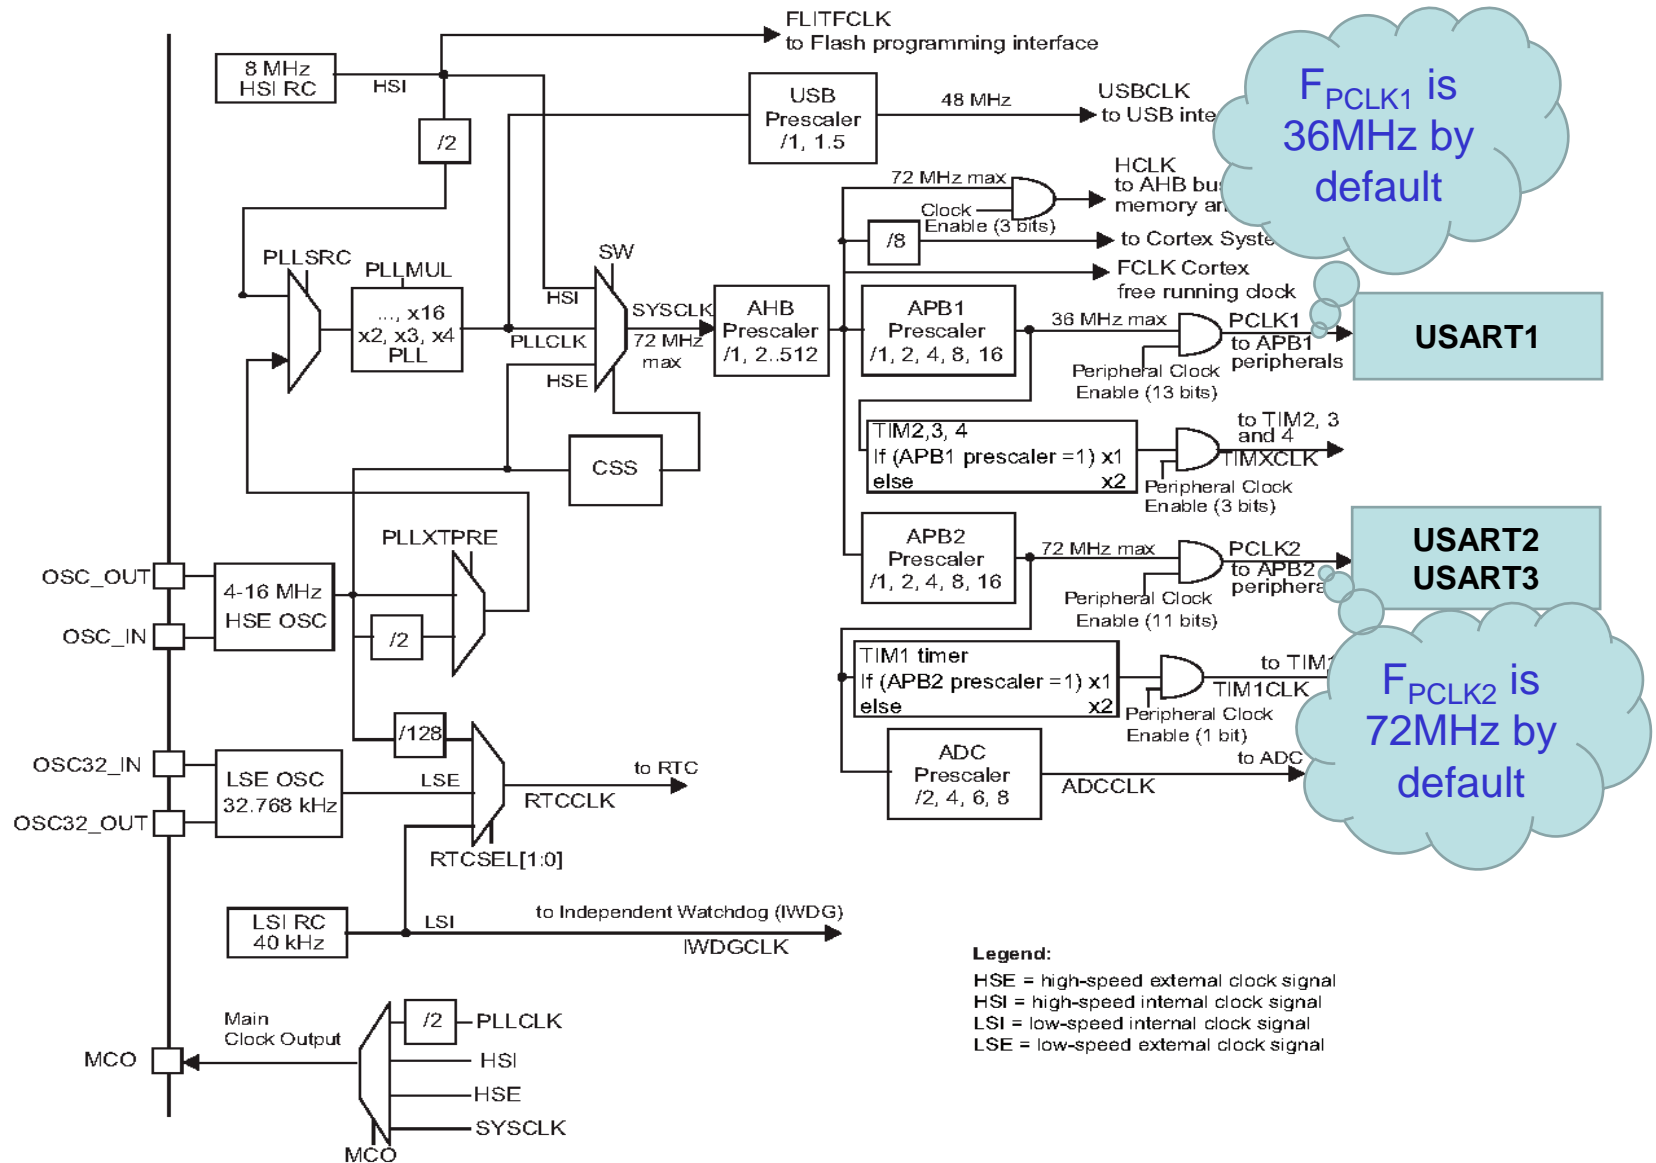 FLITFCLK
to Flash programming interface
8 MHz
HSI RC
HSI
/2
USB
Prescaler
/1, 1.5
48 MHz
USBCLK
to USB inte
F_PCLK1 is
36MHz by
default
72 MHz max
Clock
Enable (3 bits)
HCLK
to AHB bu
memory an
/8
to Cortex Syste
FCLK Cortex
free running clock
PLLSRC
PLLMUL
..., x16
x2, x3, x4
PLL
SW
HSI
PLLCLK
HSE
SYSCLK
72 MHz
max
AHB
Prescaler
/1, 2..512
APB1
Prescaler
/1, 2, 4, 8, 16
36 MHz max
PCLK1
to APB1
peripherals
Peripheral Clock
Enable (13 bits)
USART1
TIM2,3, 4
If (APB1 prescaler =1) x1
else x2
to TIM2, 3
and 4
TIMXCLK
Peripheral Clock
Enable (3 bits)
CSS
PLLXTPRE
OSC_OUT
OSC_IN
4-16 MHz
HSE OSC
/2
APB2
Prescaler
/1, 2, 4, 8, 16
72 MHz max
PCLK2
to APB2
periphera
Peripheral Clock
Enable (11 bits)
USART2
USART3
TIM1 timer
If (APB2 prescaler =1) x1
else x2
to TIM1
TIM1CLK
Peripheral Clock
Enable (1 bit)
F_PCLK2 is
72MHz by
default
/128
OSC32_IN
OSC32_OUT
LSE OSC
32.768 kHz
LSE
to RTC
RTCCLK
RTCSEL[1:0]
ADC
Prescaler
/2, 4, 6, 8
to ADC
ADCCLK
LSI RC
40 kHz
LSI
to Independent Watchdog (IWDG)
IWDGCLK
Legend:
HSE = high-speed external clock signal
HSI = high-speed internal clock signal
LSI = low-speed internal clock signal
LSE = low-speed external clock signal
Main
Clock Output
MCO
/2
PLLCLK
HSI
HSE
SYSCLK
MCO